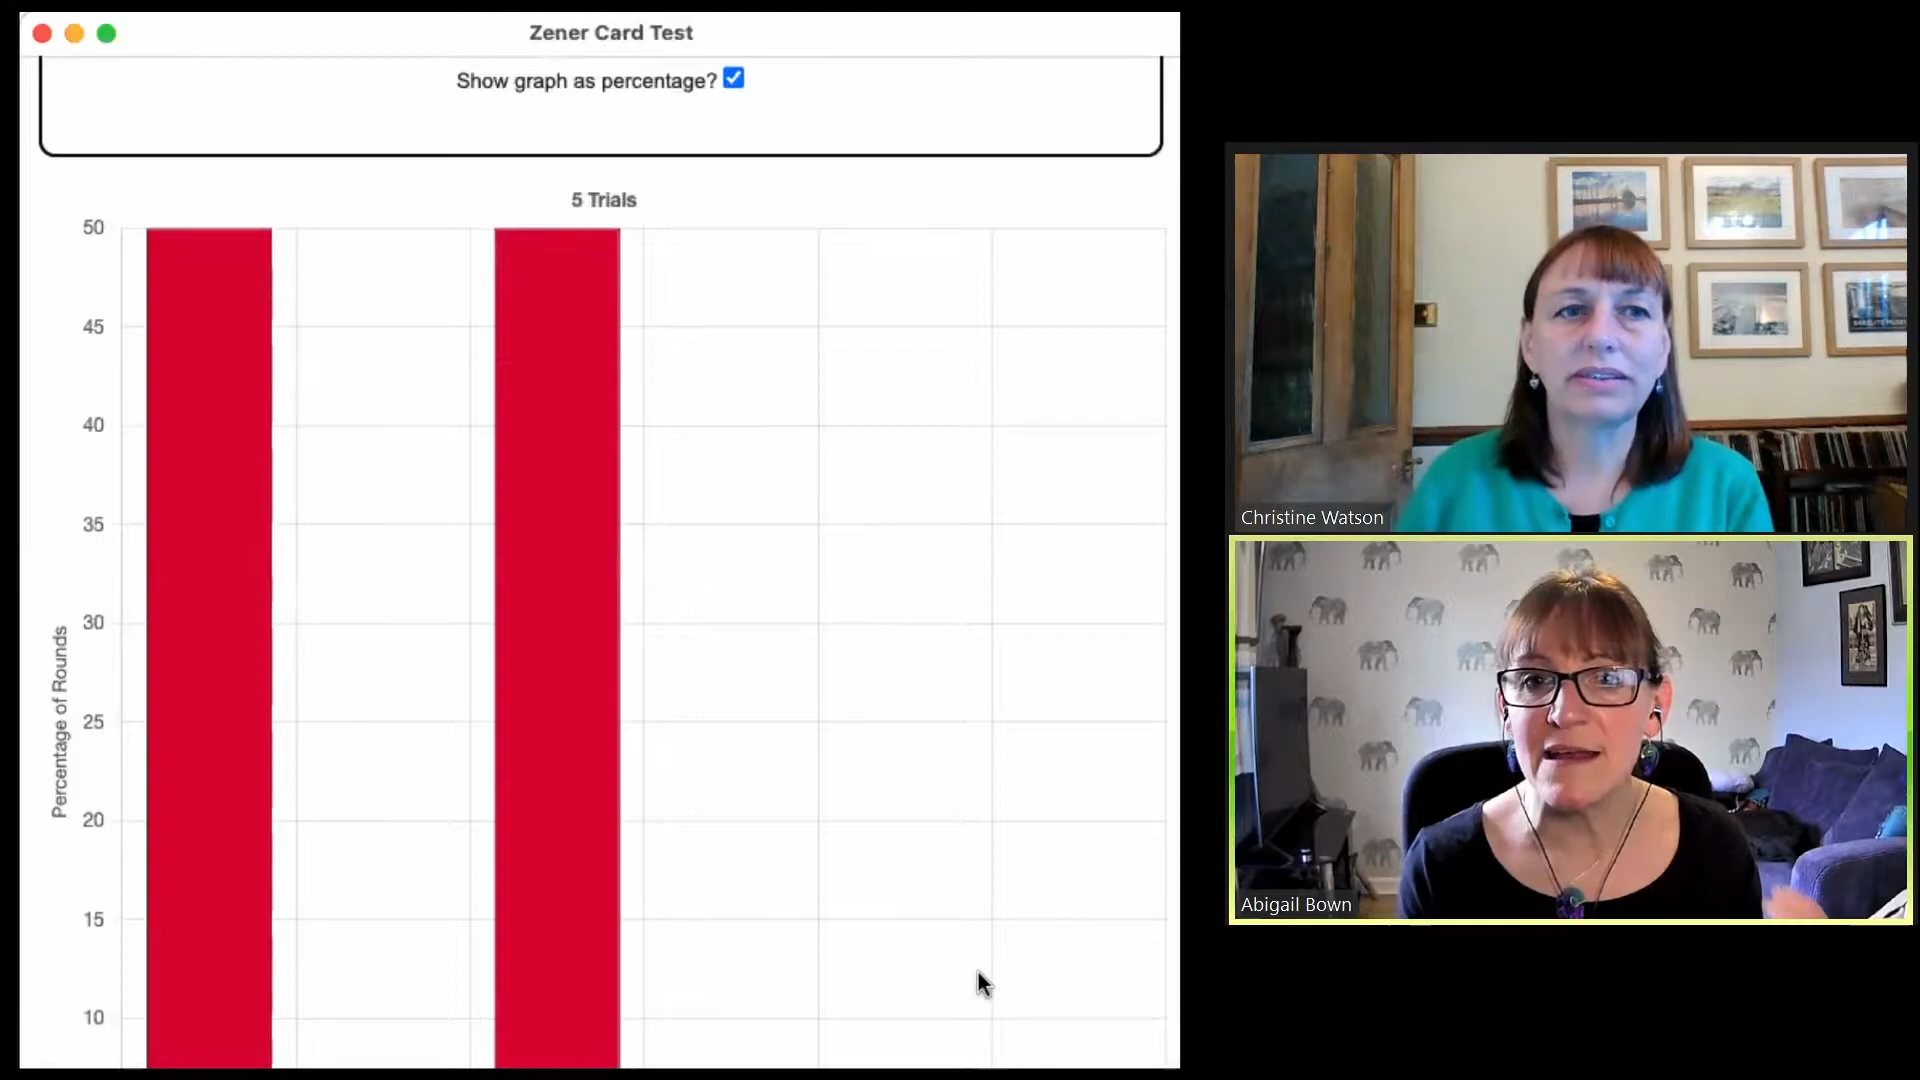 Zener Card Test
Show graph as percentage?
5 Trials
50
45
40
35
30
25
20
15
10
Percentage of Rounds
Christine Watson
Abigail Bown